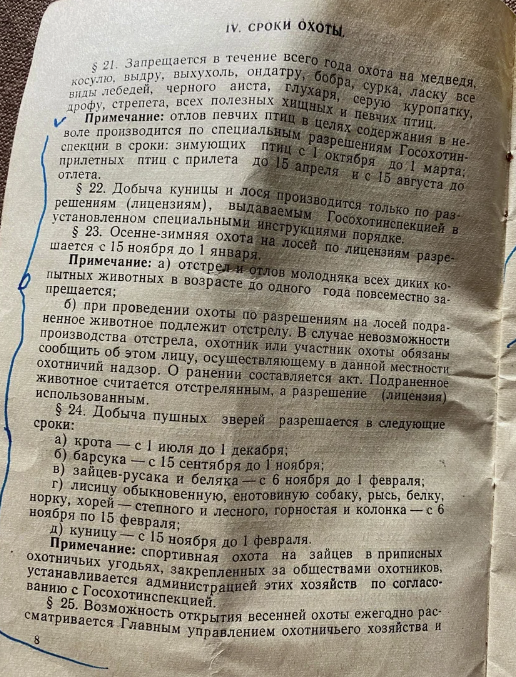 IV. СРОКИ ОХОТЫ.
§ 21. Запрещается в течение всего года охота на медведя,
косулю, выдру, выхухоль, ондатру, бобра, сурка, ласку все
виды лебедей, черного аиста, глухаря, серую куропатку,
дрофу, стрепета, всех полезных хищных и певчих птиц.
Примечание: отлов певчих птиц в целях содержания в не-
воле производится по специальным разрешениям Госохотин-
спекции в сроки: зимующих птиц с 1 октября до 1 марта;
прилетных птиц с прилета до 15 апреля и с 15 августа до
отлета.
§ 22. Добыча куницы и лося производится только по раз-
решениям (лицензиям), выдаваемым Госохотинспекцией в
установленном специальными инструкциями порядке.
§ 23. Осенне-зимняя охота на лосей по лицензиям разре-
шается с 15 ноября до 1 января.
Примечание: а) отстрел и отлов молодняка всех диких ко-
пытных животных в возрасте до одного года повсеместно за-
прещается;
б) при проведении охоты по разрешениям на лосей подра-
ненное животное подлежит отстрелу. В случае невозможности
производства отстрела, охотник или участник охоты обязаны
сообщить об этом лицу, осуществляющему в данной местности
охотничий надзор. О ранении составляется акт. Подраненное
животное считается отстрелянным, а разрешение (лицензия)
использованным.
§ 24. Добыча пушных зверей разрешается в следующие
сроки:
а) крота — с 1 июля до 1 декабря;
б) барсука — с 15 сентября до 1 ноября;
в) зайцев-русака и беляка — с 6 ноября до 1 февраля;
г) лисицу обыкновенную, енотовиную собаку, рысь, белку,
норку, хорей — степного и лесного, горностая и колонка — с 6
ноября по 15 февраля;
д) куницу — с 15 ноября до 1 февраля.
Примечание: спортивная охота на зайцев в приписных
охотничьих угодьях, закрепленных за обществами охотников,
устанавливается администрацией этих хозяйств по согласо-
ванию с Госохотинспекцией.
§ 25. Возможность открытия весенней охоты ежегодно рас-
сматривается Главным управлением охотничьего хозяйства и
8